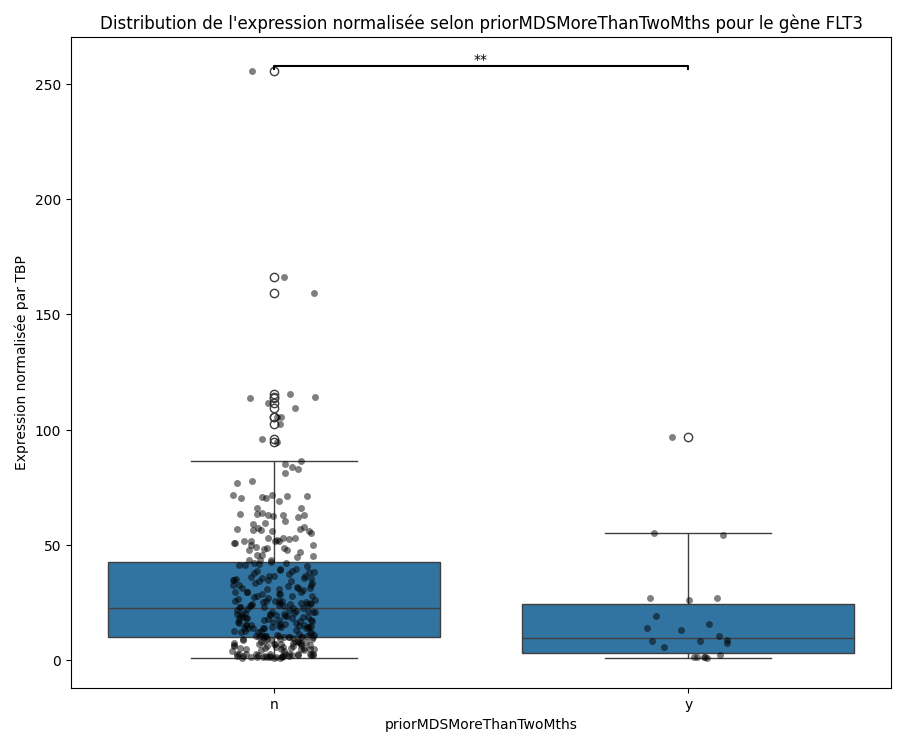 Distribution de l'expression normalisée selon priorMDSMoreThanTwoMths pour le gène FLT3
**
250
200
150
100
50
0
Expression normalisée par TBP
n
y
priorMDSMoreThanTwoMths